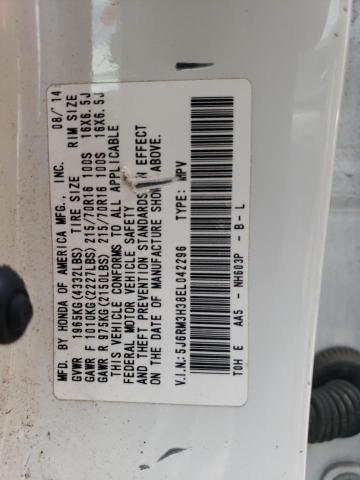 MFD. BY HONDA OF AMERICA MFG., INC. 08/14
GVWR 1965KG(4332LBS) TIRE SIZE RIM SIZE
GAWR F 1010KG(2227LBS) 215/70R16 100S 16X6.5J
GAWR R 975KG(2150LBS) 215/70R16 100S 16X6.5J
THIS VEHICLE CONFORMS TO ALL APPLICABLE
FEDERAL MOTOR VEHICLE SAFETY
AND THEFT PREVENTION STANDARDS IN EFFECT
ON THE DATE OF MANUFACTURE SHOWN ABOVE.
V.I.N.:5J6RM3H38EL042296 TYPE: MPV
T0H E AA5 - NH603P - B - L